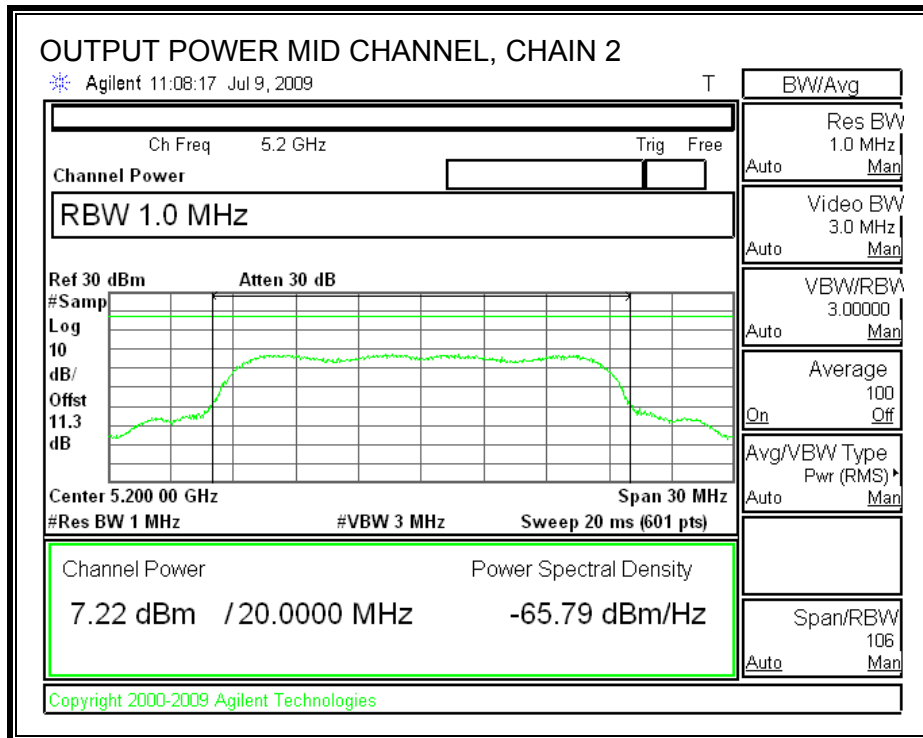 OUTPUT POWER MID CHANNEL, CHAIN 2
Agilent 11:08:17 Jul 9, 2009 T
BW/Avg
Ch Freq 5.2 GHz Trig Free
Channel Power
RBW 1.0 MHz
Ref 30 dBm Atten 30 dB
#Samp
Log
10
dB/
Offst
11.3
dB
Center 5.200 00 GHz Span 30 MHz
#Res BW 1 MHz #VBW 3 MHz Sweep 20 ms (601 pts)
Channel Power Power Spectral Density
7.22 dBm /20.0000 MHz -65.79 dBm/Hz
Copyright 2000-2009 Agilent Technologies
Res BW
1.0 MHz
Auto Man
Video BW
3.0 MHz
Auto Man
VBW/RBW
3.00000
Auto Man
Average
100
On Off
Avg/VBW Type
Pwr (RMS)
Auto Man
Span/RBW
106
Auto Man